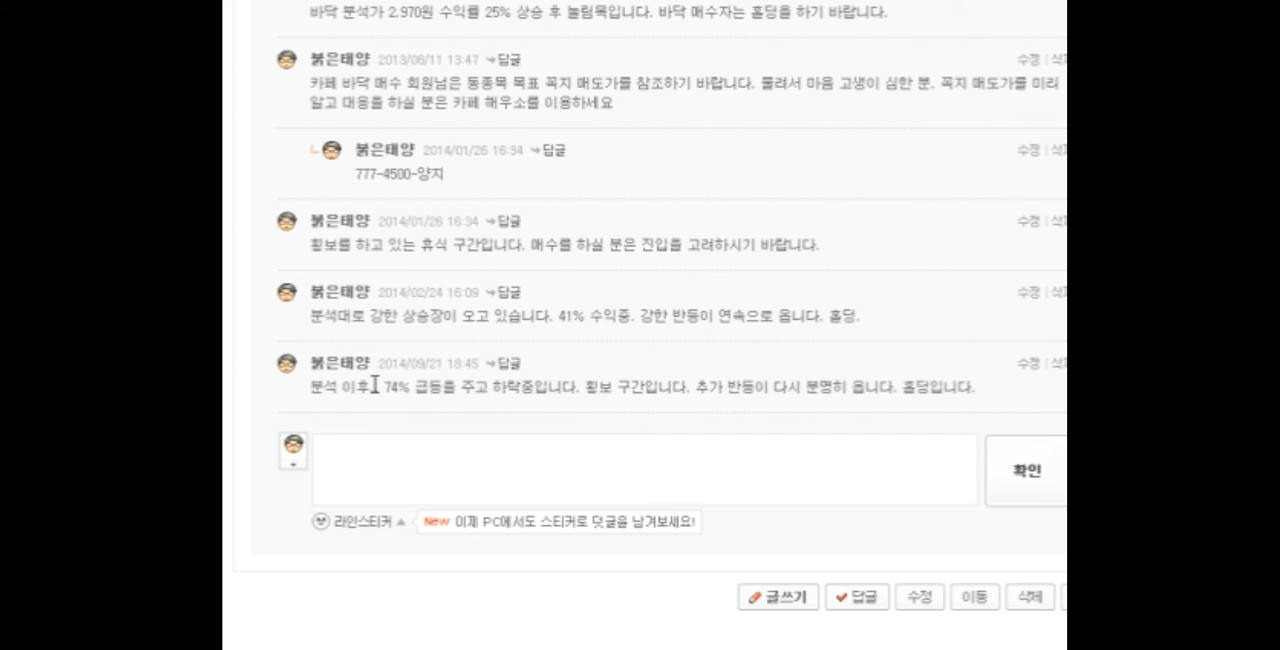 바닥 분석가 2.970원 수익률 25% 상승 후 눌림목입니다. 바닥 매수자는 홀딩을 하기 바랍니다.
붉은태양 2013/08/11 13:47 답글 수정 | 삭
카페 바닥 매수 회원님은 동종목 목표 꼭지 매도가를 참조하기 바랍니다. 물려서 마음 고생이 심한 분. 꼭지 매도가를 미리
알고 대응을 하실 분은 카페 해우소를 이용하세요
붉은태양 2014/01/26 16:34 답글 수정 | 삭
777-4500-양지
붉은태양 2014/01/26 16:34 답글 수정 | 삭
횡보를 하고 있는 휴식 구간입니다. 매수를 하실 분은 진입을 고려하시기 바랍니다.
붉은태양 2014/02/24 16:09 답글 수정 | 삭
분석대로 강한 상승장이 오고 있습니다. 41% 수익중. 강한 반등이 연속으로 옵니다. 홀딩.
붉은태양 2014/09/21 18:45 답글 수정 | 삭
분석 이후 74% 급등을 주고 하락중입니다. 횡보 구간입니다. 추가 반등이 다시 분명히 옵니다. 홀딩입니다.
확인
라인스티커 New 이제 PC에서도 스티커로 댓글을 남겨보세요!
글쓰기 답글 수정 이동 삭제